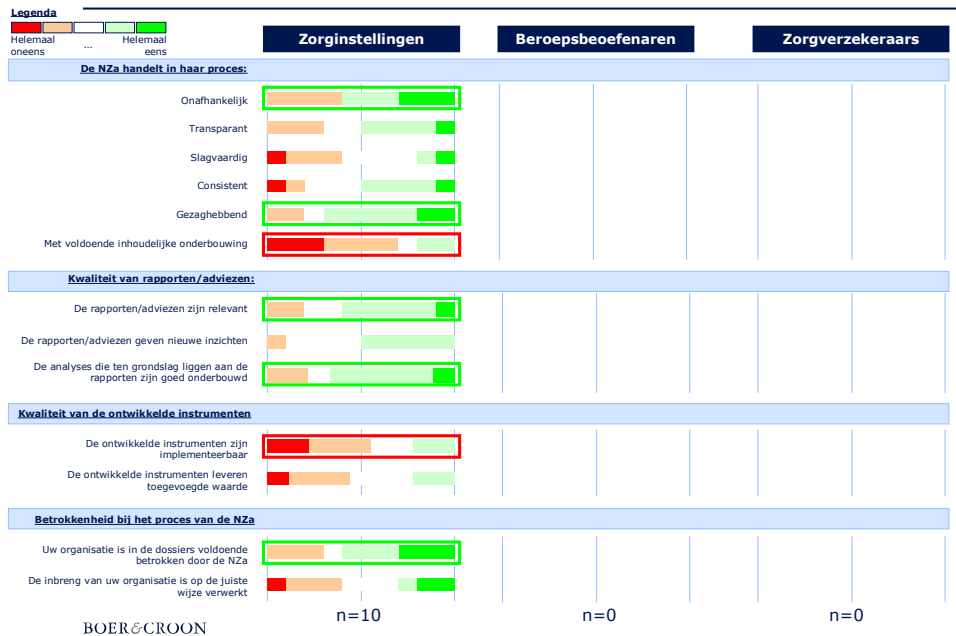 Legenda
Helemaal oneens
...
Helemaal eens
Zorginstellingen
Beroepsbeoefenaren
Zorgverzekeraars
De NZa handelt in haar proces:
Onafhankelijk
Transparant
Slagvaardig
Consistent
Gezaghebbend
Met voldoende inhoudelijke onderbouwing
Kwaliteit van rapporten/adviezen:
De rapporten/adviezen zijn relevant
De rapporten/adviezen geven nieuwe inzichten
De analyses die ten grondslag liggen aan de
rapporten zijn goed onderbouwd
Kwaliteit van de ontwikkelde instrumenten
De ontwikkelde instrumenten zijn
implementeerbaar
De ontwikkelde instrumenten leveren
toegevoegde waarde
Betrokkenheid bij het proces van de NZa
Uw organisatie is in de dossiers voldoende
betrokken door de NZa
De inbreng van uw organisatie is op de juiste
wijze verwerkt
n=10
n=0
n=0
BOER&CROON